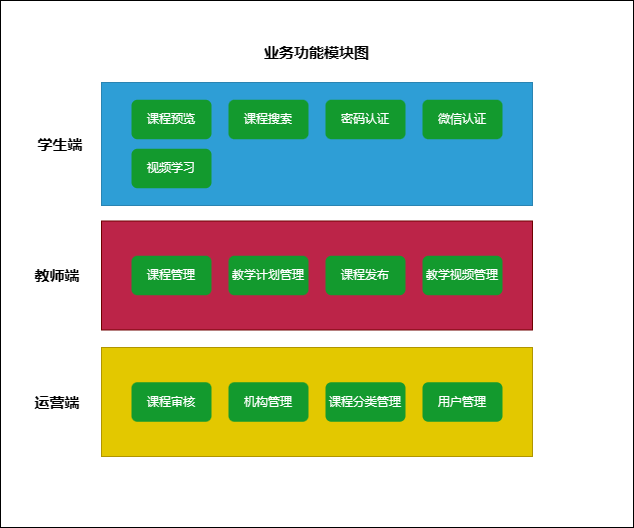 业务功能模块图
学生端
课程预览 课程搜索 密码认证 微信认证
视频学习
教师端
课程管理 教学计划管理 课程发布 教学视频管理
运营端
课程审核 机构管理 课程分类管理 用户管理